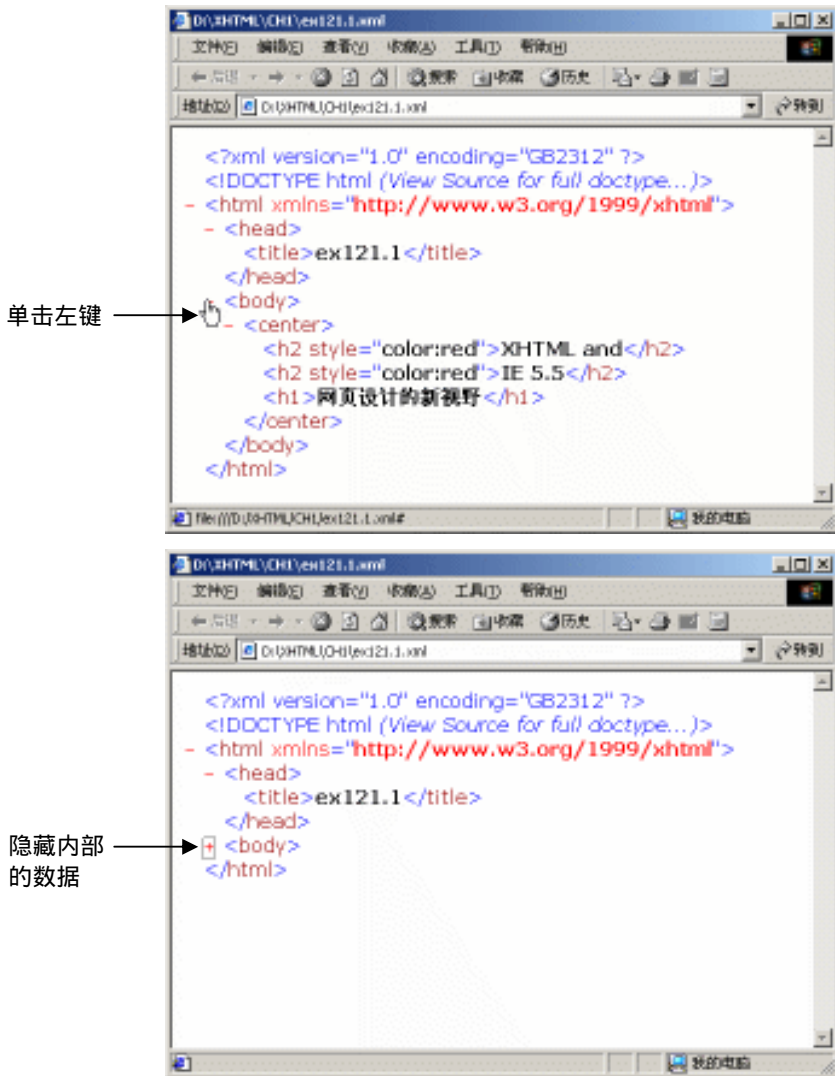 D:\XHTML\CH1\ex121.1.xml
文件(F) 编辑(E) 查看(V) 收藏(A) 工具(T) 帮助(H)
后退 搜索 收藏 历史
地址(D) D:\XHTML\CH1\ex121.1.xml 转到
<?xml version="1.0" encoding="GB2312" ?>
<!DOCTYPE html (View Source for full doctype...)>
- <html xmlns="http://www.w3.org/1999/xhtml">
- <head>
<title>ex121.1</title>
</head>
单击左键
<body>
- <center>
<h2 style="color:red">XHTML and</h2>
<h2 style="color:red">IE 5.5</h2>
<h1>网页设计的新视野</h1>
</center>
</body>
</html>
file:///D:/XHTML/CH1/ex121.1.xml# 我的电脑
D:\XHTML\CH1\ex121.1.xml
文件(F) 编辑(E) 查看(V) 收藏(A) 工具(T) 帮助(H)
后退 搜索 收藏 历史
地址(D) D:\XHTML\CH1\ex121.1.xml 转到
<?xml version="1.0" encoding="GB2312" ?>
<!DOCTYPE html (View Source for full doctype...)>
- <html xmlns="http://www.w3.org/1999/xhtml">
- <head>
<title>ex121.1</title>
</head>
隐藏内部
的数据
+ <body>
</html>
我的电脑